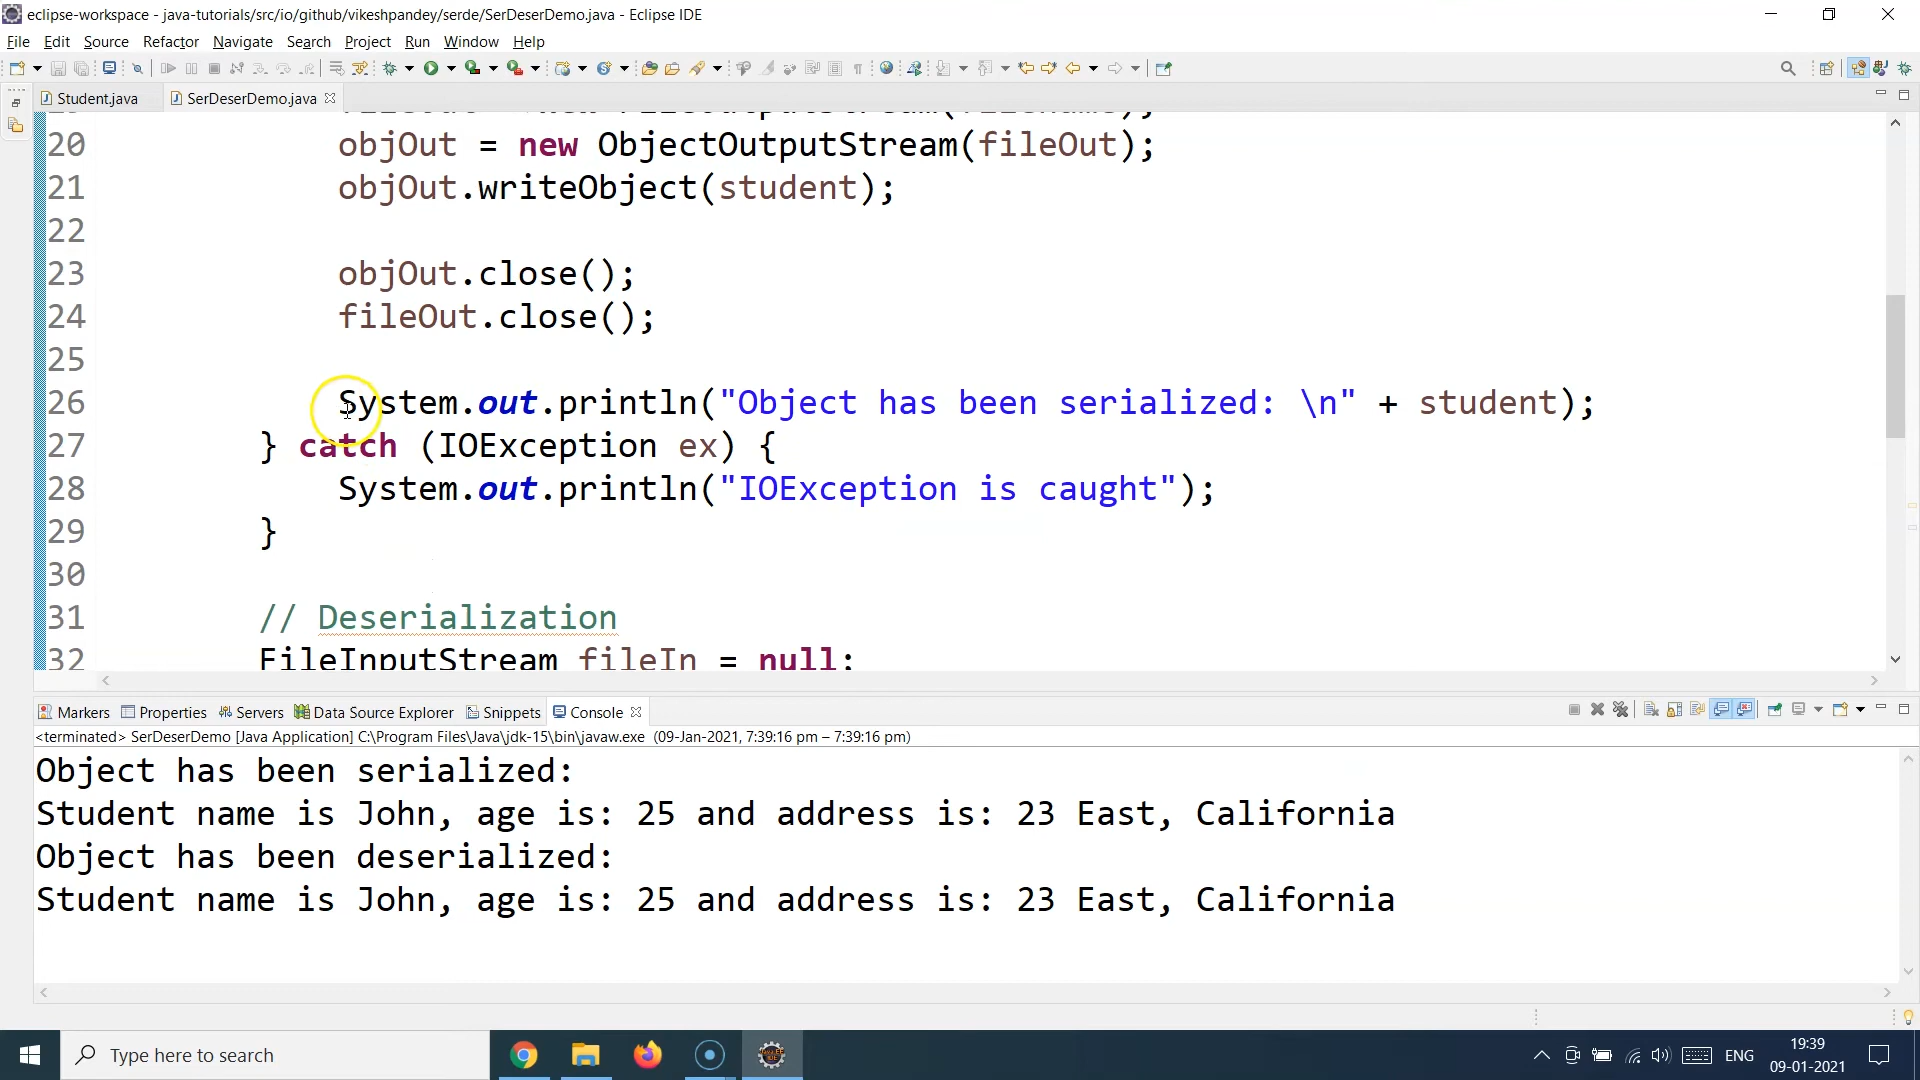 eclipse-workspace - java-tutorials/src/io/github/vikeshpandey/serde/SerDeserDemo.java - Eclipse IDE
File Edit Source Refactor Navigate Search Project Run Window Help
Student.java SerDeserDemo.java
20 objOut = new ObjectOutputStream(fileOut);
21 objOut.writeObject(student);
22
23 objOut.close();
24 fileOut.close();
25
26 System.out.println("Object has been serialized: \n" + student);
27 } catch (IOException ex) {
28 System.out.println("IOException is caught");
29 }
30
31 // Deserialization
32 FileInputStream fileIn = null;
Markers Properties Servers Data Source Explorer Snippets Console
<terminated> SerDeserDemo [Java Application] C:\Program Files\Java\jdk-15\bin\javaw.exe (09-Jan-2021, 7:39:16 pm – 7:39:16 pm)
Object has been serialized:
Student name is John, age is: 25 and address is: 23 East, California
Object has been deserialized:
Student name is John, age is: 25 and address is: 23 East, California
Type here to search
ENG
19:39
09-01-2021